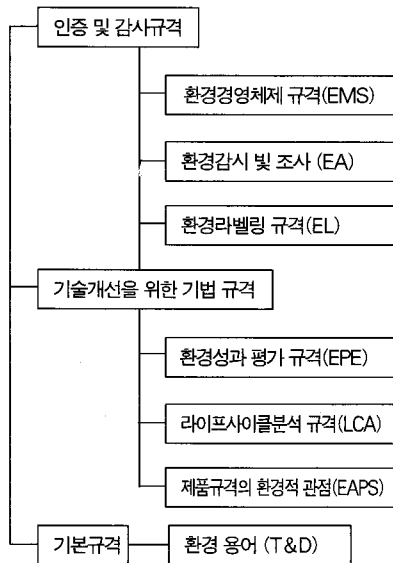 인증 및 감사규격
환경경영체제 규격(EMS)
환경감시 빛 조사 (EA)
환경라벨링 규격(EL)
기술개선을 위한 기법 규격
환경성과 평가 규격(EPE)
라이프사이클분석 규격(LCA)
제품규격의 환경적 관점(EAPS)
기본규격
환경 용어 (T&D)